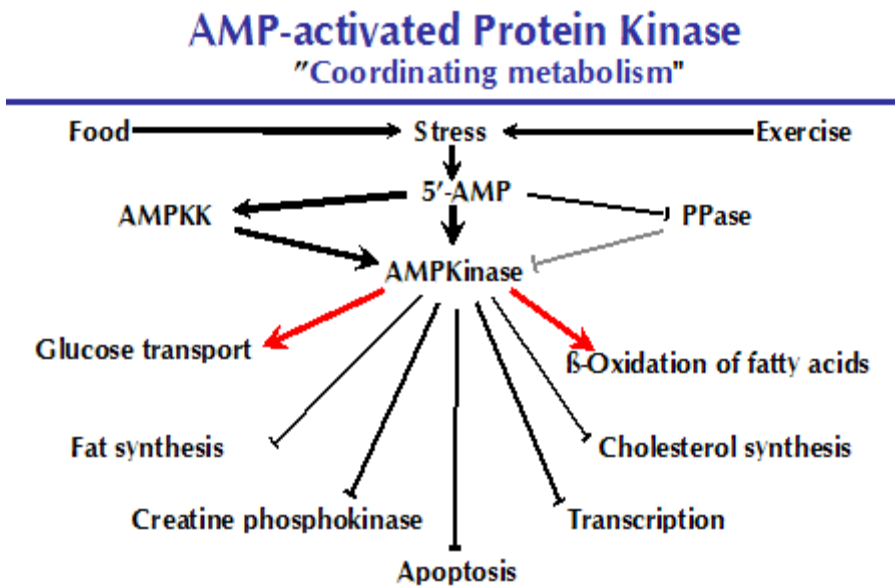 AMP-activated Protein Kinase
"Coordinating metabolism"
Food Stress Exercise
5'-AMP
AMPKK PPase
AMPKinase
Glucose transport
ß-Oxidation of fatty acids
Fat synthesis Cholesterol synthesis
Creatine phosphokinase Transcription
Apoptosis